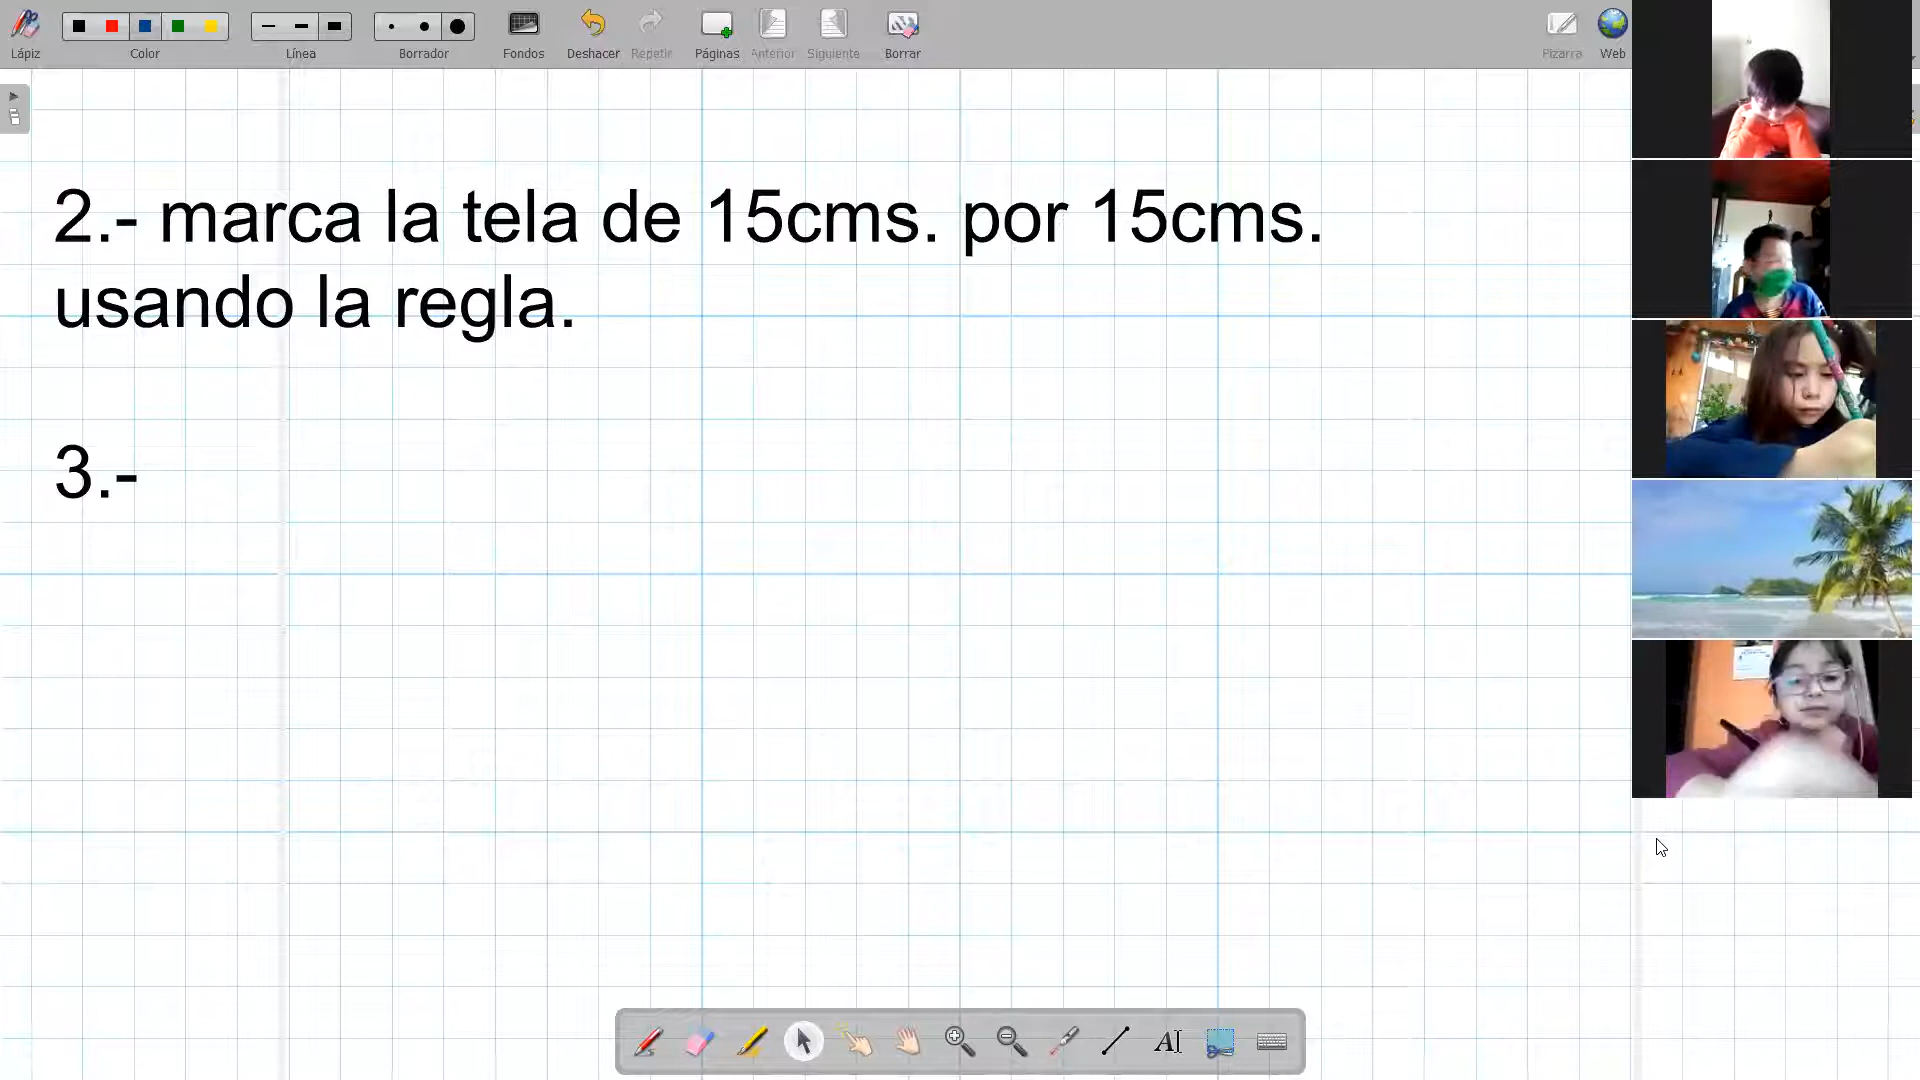 Lápiz
Color
Línea
Borrador
Fondos
Deshacer
Repetir
Páginas
Anterior
Siguiente
Borrar
Pizarra
Web
2.- marca la tela de 15cms. por 15cms.
usando la regla.
3.-